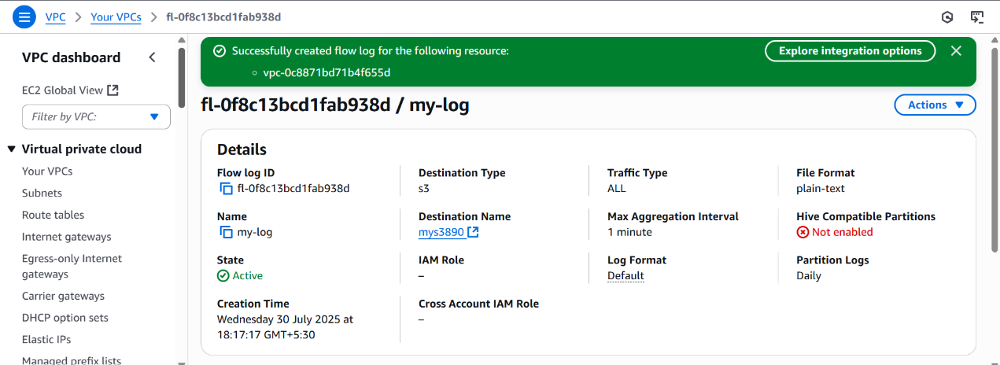 VPC > Your VPCs > fl-0f8c13bcd1fab938d
VPC dashboard
EC2 Global View
Filter by VPC:
Virtual private cloud
Your VPCs
Subnets
Route tables
Internet gateways
Egress-only Internet
gateways
Carrier gateways
DHCP option sets
Elastic IPs
Managed prefix lists
Successfully created flow log for the following resource:
vpc-0c8871bd71b4f655d
Explore integration options
fl-0f8c13bcd1fab938d / my-log
Actions
Details
Flow log ID
fl-0f8c13bcd1fab938d
Destination Type
s3
Traffic Type
ALL
File Format
plain-text
Name
my-log
Destination Name
mys3890
Max Aggregation Interval
1 minute
Hive Compatible Partitions
Not enabled
State
Active
IAM Role
–
Log Format
Default
Partition Logs
Daily
Creation Time
Wednesday 30 July 2025 at
18:17:17 GMT+5:30
Cross Account IAM Role
–